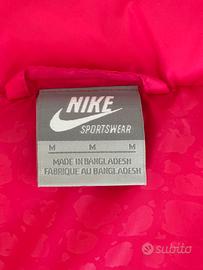 NIKE
SPORTSWEAR
M M M
MADE IN BANGLADESH
FABRIQUE AU BANGLADESH
subito